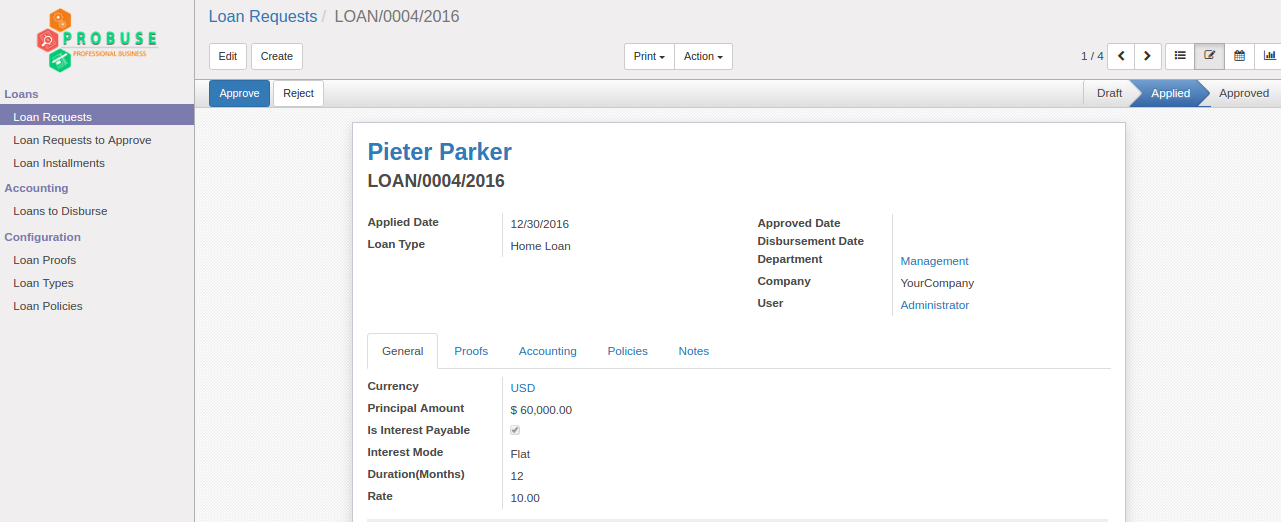 PROBUSE
PROFESSIONAL BUSINESS
Loans
Loan Requests
Loan Requests to Approve
Loan Installments
Accounting
Loans to Disburse
Configuration
Loan Proofs
Loan Types
Loan Policies
Loan Requests / LOAN/0004/2016
Edit Create Print Action 1 / 4
Approve Reject Draft Applied Approved
Pieter Parker
LOAN/0004/2016
Applied Date 12/30/2016
Loan Type Home Loan
Approved Date
Disbursement Date
Department Management
Company YourCompany
User Administrator
General Proofs Accounting Policies Notes
Currency USD
Principal Amount $ 60,000.00
Is Interest Payable
Interest Mode Flat
Duration(Months) 12
Rate 10.00